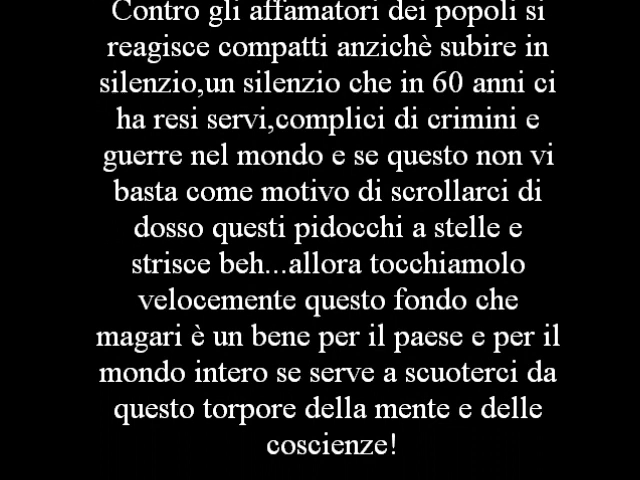 Contro gli affamatori dei popoli si
reagisce compatti anzichè subire in
silenzio,un silenzio che in 60 anni ci
ha resi servi,complici di crimini e
guerre nel mondo e se questo non vi
basta come motivo di scrollarci di
dosso questi pidocchi a stelle e
strisce beh...allora tocchiamolo
velocemente questo fondo che
magari è un bene per il paese e per il
mondo intero se serve a scuoterci da
questo torpore della mente e delle
coscienze!